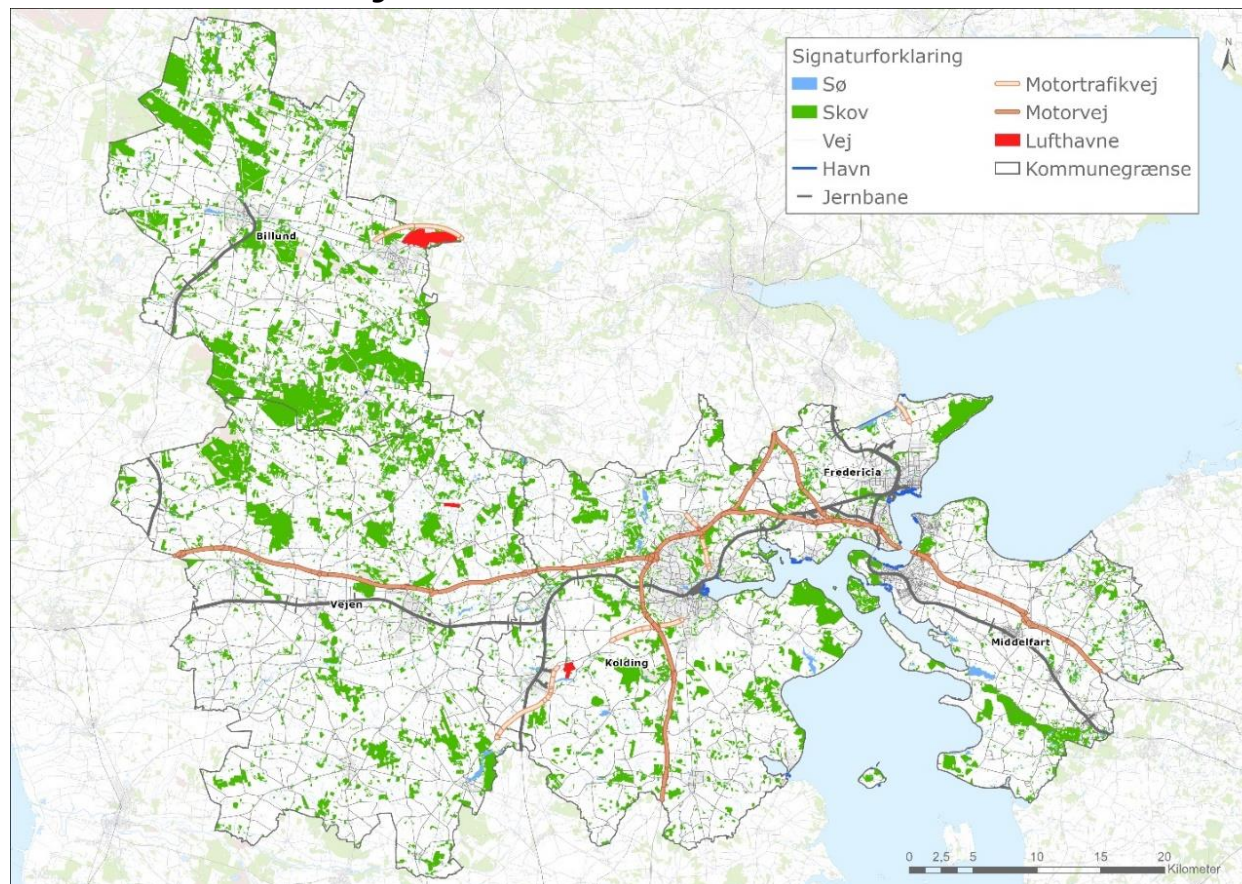 Signaturforklaring
Sø
Skov
Vej
Havn
Jernbane
Motortrafikvej
Motorvej
Lufthavne
Kommunegrænse
N
Billund
Fredericia
Vejen
Kolding
Middelfart
0 2,5 5 10 15 20
Kilometer